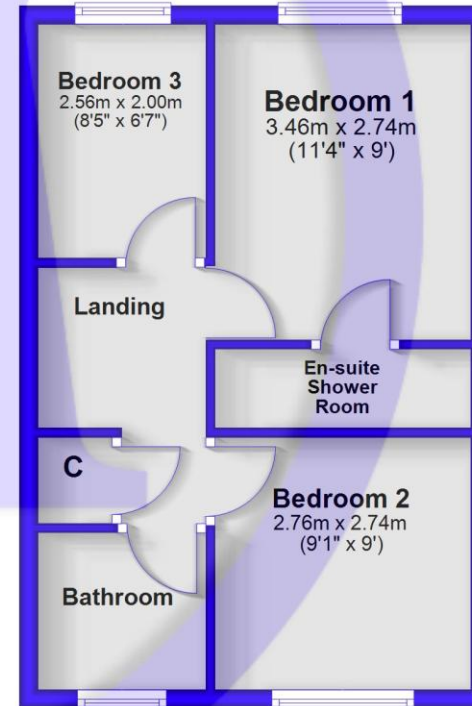 Bedroom 3
2.56m x 2.00m
(8'5" x 6'7")
Bedroom 1
3.46m x 2.74m
(11'4" x 9')
Landing
En-suite
Shower
Room
C
Bedroom 2
2.76m x 2.74m
(9'1" x 9')
Bathroom